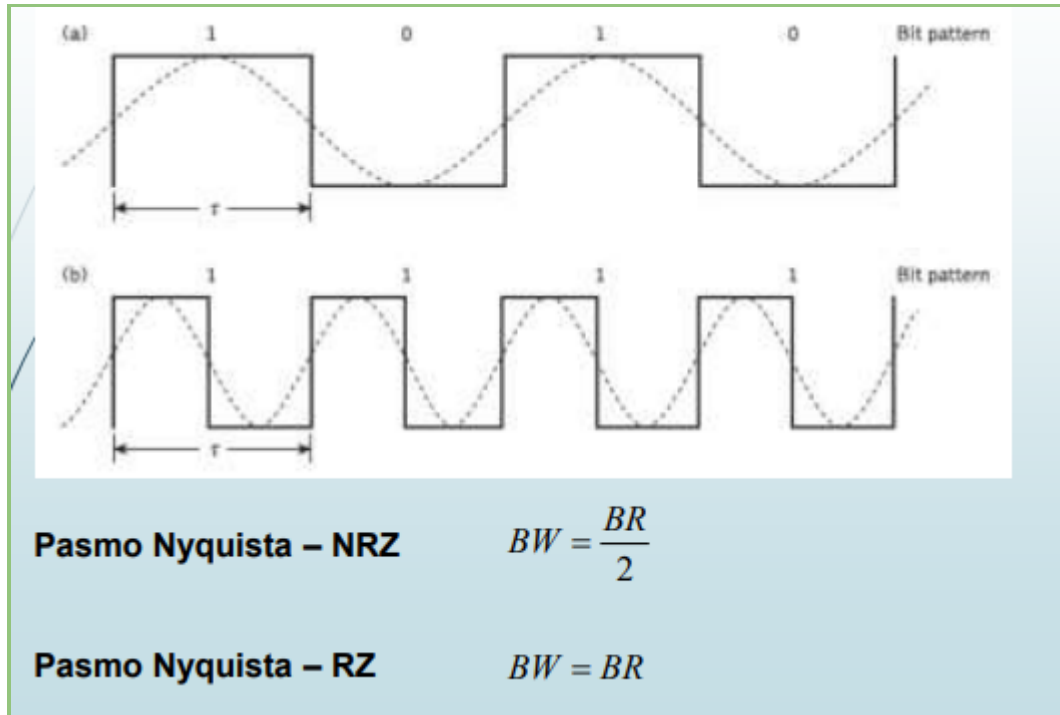 (a) 1 0 1 0 Bit pattern
τ
(b) 1 1 1 1 Bit pattern
τ
Pasmo Nyquista – NRZ BW = BR/2
Pasmo Nyquista – RZ BW = BR